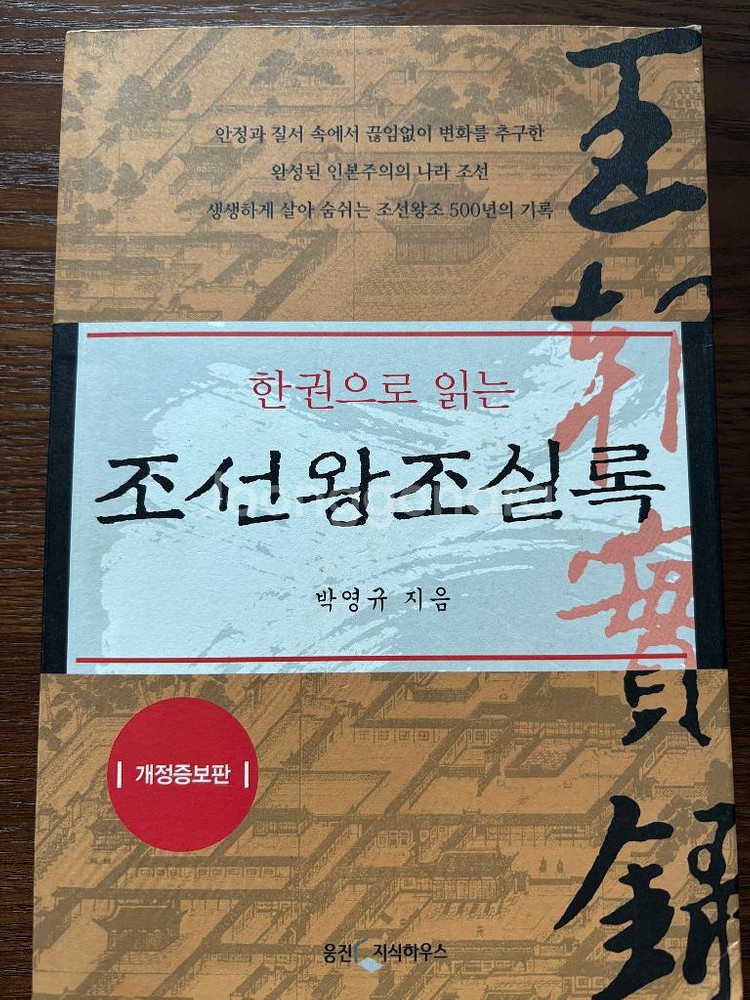 안정과 질서 속에서 끊임없이 변화를 추구한
완성된 인본주의의 나라 조선
생생하게 살아 숨쉬는 조선왕조 500년의 기록
王朝實錄
한권으로 읽는
조선왕조실록
박영규 지음
개정증보판
웅진 지식하우스